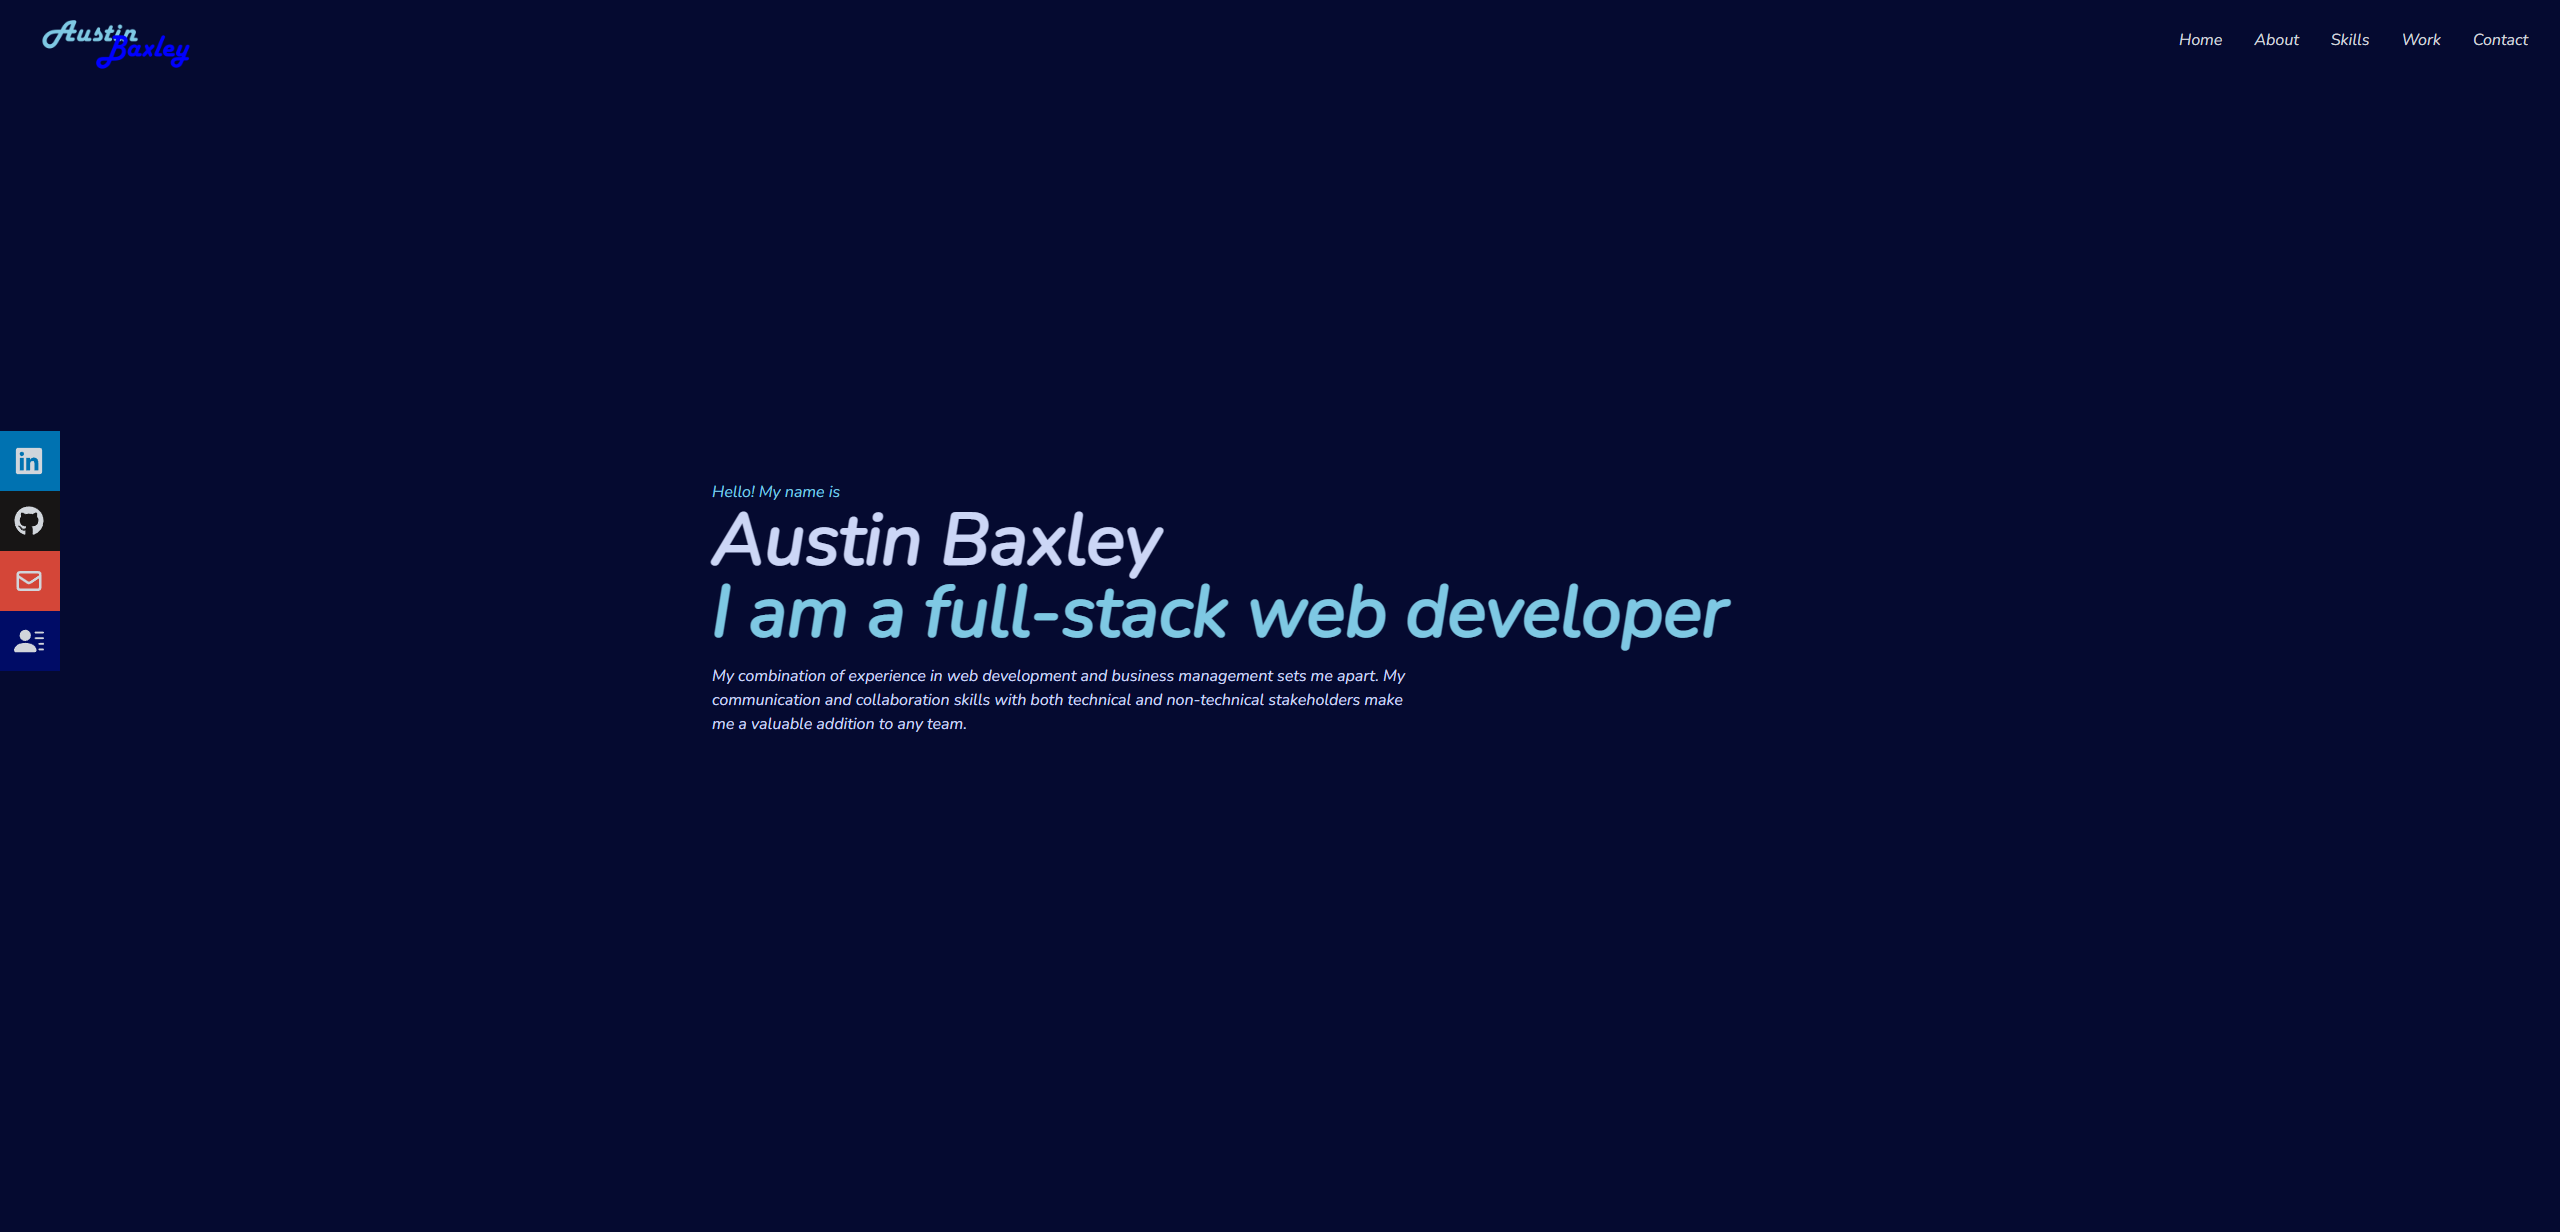 Austin
Baxley
Home About Skills Work Contact
in
Hello! My name is
Austin Baxley
I am a full-stack web developer
My combination of experience in web development and business management sets me apart. My
communication and collaboration skills with both technical and non-technical stakeholders make
me a valuable addition to any team.